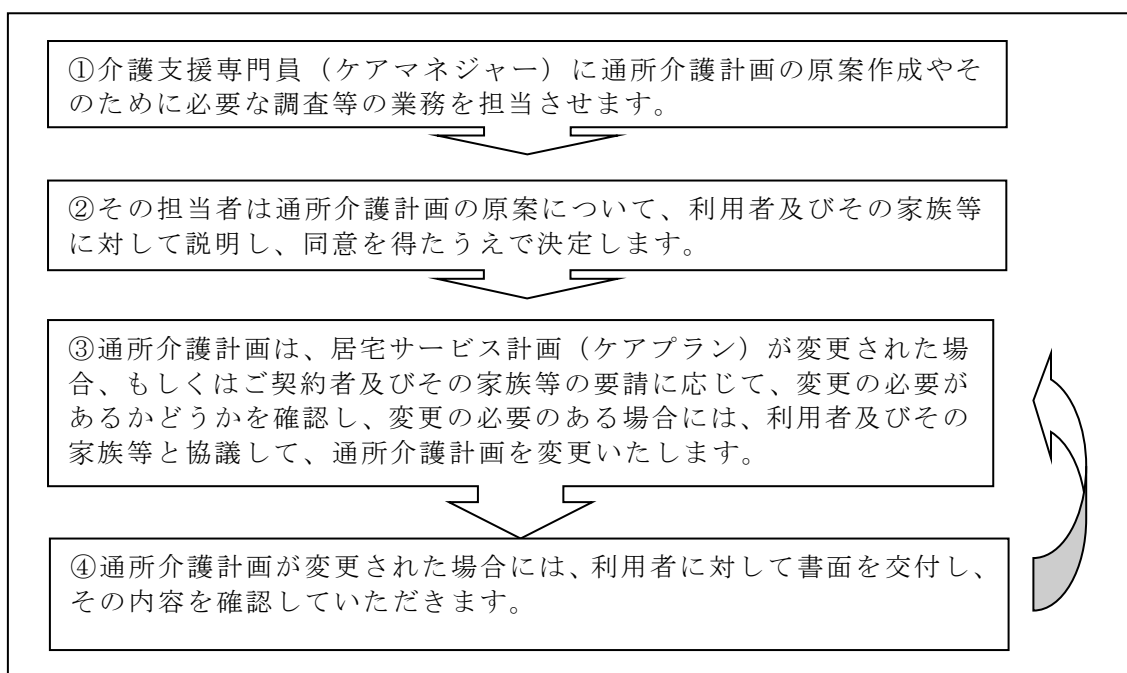 ①介護支援専門員（ケアマネジャー）に通所介護計画の原案作成やそ
のために必要な調査等の業務を担当させます。
②その担当者は通所介護計画の原案について、利用者及びその家族等
に対して説明し、同意を得たうえで決定します。
③通所介護計画は、居宅サービス計画（ケアプラン）が変更された場
合、もしくはご契約者及びその家族等の要請に応じて、変更の必要が
あるかどうかを確認し、変更の必要のある場合には、利用者及びその
家族等と協議して、通所介護計画を変更いたします。
④通所介護計画が変更された場合には、利用者に対して書面を交付し、
その内容を確認していただきます。